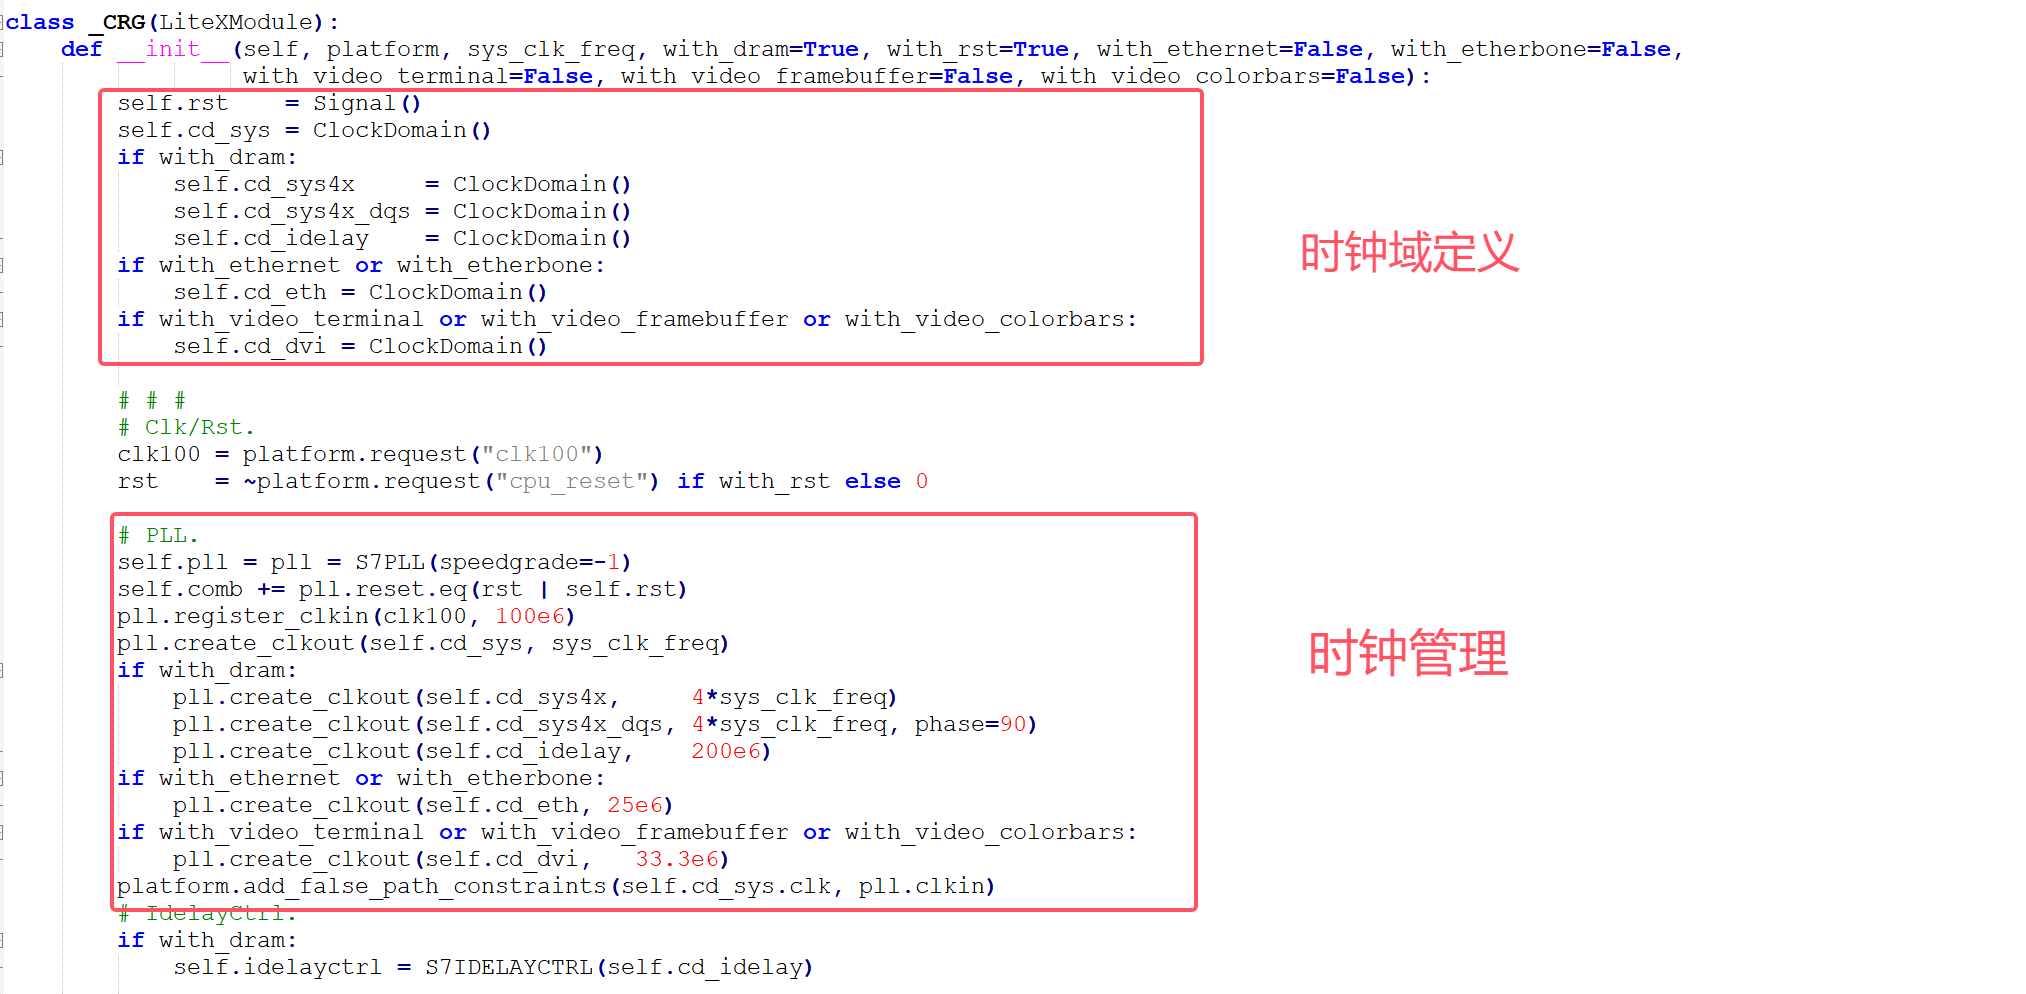 class _CRG(LiteXModule):
    def __init__(self, platform, sys_clk_freq, with_dram=True, with_rst=True, with_ethernet=False, with_etherbone=False,
             with_video_terminal=False, with_video_framebuffer=False, with_video_colorbars=False):
        self.rst    = Signal()
        self.cd_sys = ClockDomain()
        if with_dram:
            self.cd_sys4x     = ClockDomain()
            self.cd_sys4x_dqs = ClockDomain()
            self.cd_idelay    = ClockDomain()
        if with_ethernet or with_etherbone:
            self.cd_eth = ClockDomain()
        if with_video_terminal or with_video_framebuffer or with_video_colorbars:
            self.cd_dvi = ClockDomain()
时钟域定义
        # # #
        # Clk/Rst.
        clk100 = platform.request("clk100")
        rst    = ~platform.request("cpu_reset") if with_rst else 0
        # PLL.
        self.pll = pll = S7PLL(speedgrade=-1)
        self.comb += pll.reset.eq(rst | self.rst)
        pll.register_clkin(clk100, 100e6)
        pll.create_clkout(self.cd_sys, sys_clk_freq)
        if with_dram:
            pll.create_clkout(self.cd_sys4x,     4*sys_clk_freq)
            pll.create_clkout(self.cd_sys4x_dqs, 4*sys_clk_freq, phase=90)
            pll.create_clkout(self.cd_idelay,    200e6)
        if with_ethernet or with_etherbone:
            pll.create_clkout(self.cd_eth, 25e6)
        if with_video_terminal or with_video_framebuffer or with_video_colorbars:
            pll.create_clkout(self.cd_dvi,   33.3e6)
        platform.add_false_path_constraints(self.cd_sys.clk, pll.clkin)
时钟管理
        # IdelayCtrl.
        if with_dram:
            self.idelayctrl = S7IDELAYCTRL(self.cd_idelay)